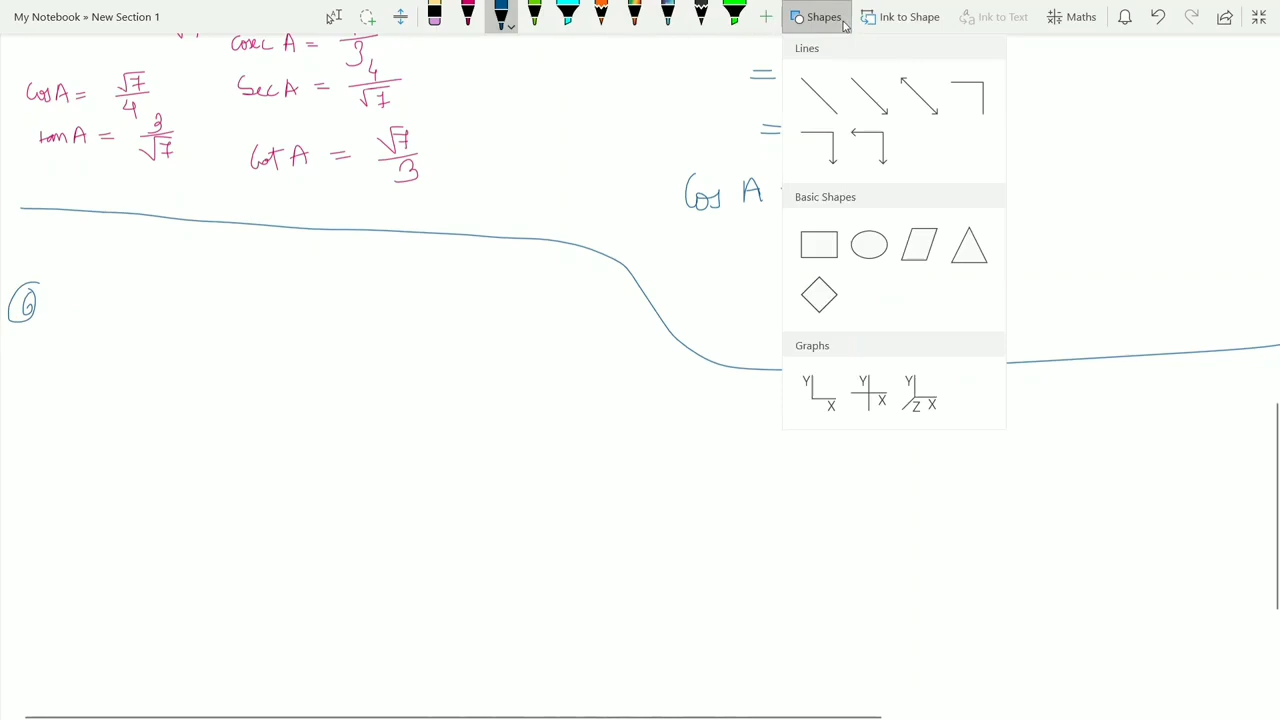 My Notebook » New Section 1
Shapes
Ink to Shape
Ink to Text
Maths
Lines
Basic Shapes
Graphs
Y X
Y X
Y Z X
Cosec A = 4/3
Cos A = √7/4
Sec A = 4/√7
tan A = 3/√7
Cot A = √7/3
=
=
Cos A
6